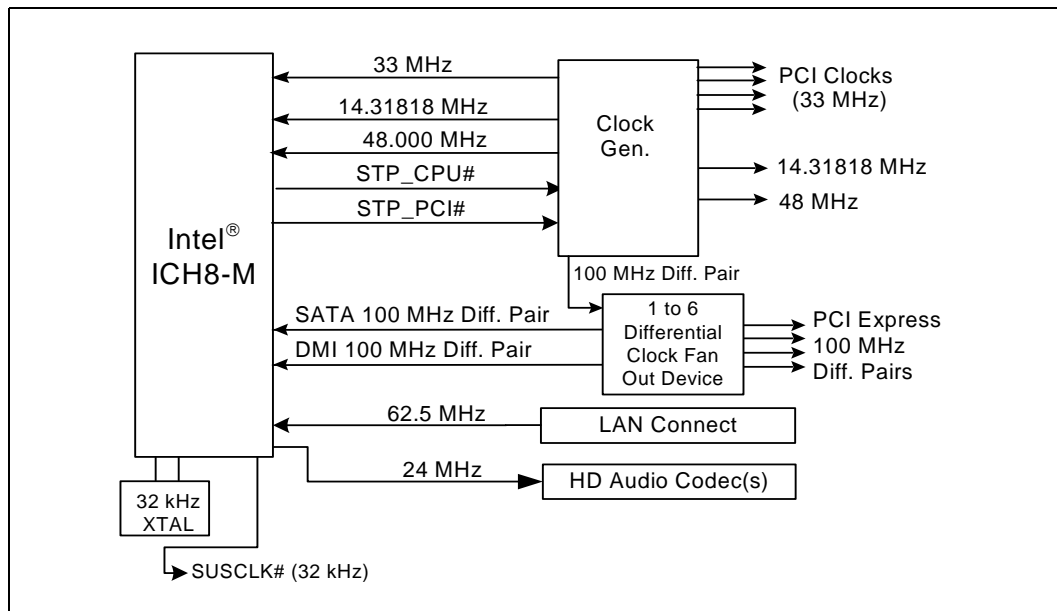 33 MHz
14.31818 MHz
48.000 MHz
STP_CPU#
STP_PCI#
Intel®
ICH8-M
Clock
Gen.
PCI Clocks
(33 MHz)
14.31818 MHz
48 MHz
100 MHz Diff. Pair
SATA 100 MHz Diff. Pair
DMI 100 MHz Diff. Pair
1 to 6
Differential
Clock Fan
Out Device
PCI Express
100 MHz
Diff. Pairs
62.5 MHz
LAN Connect
24 MHz
HD Audio Codec(s)
32 kHz
XTAL
SUSCLK# (32 kHz)